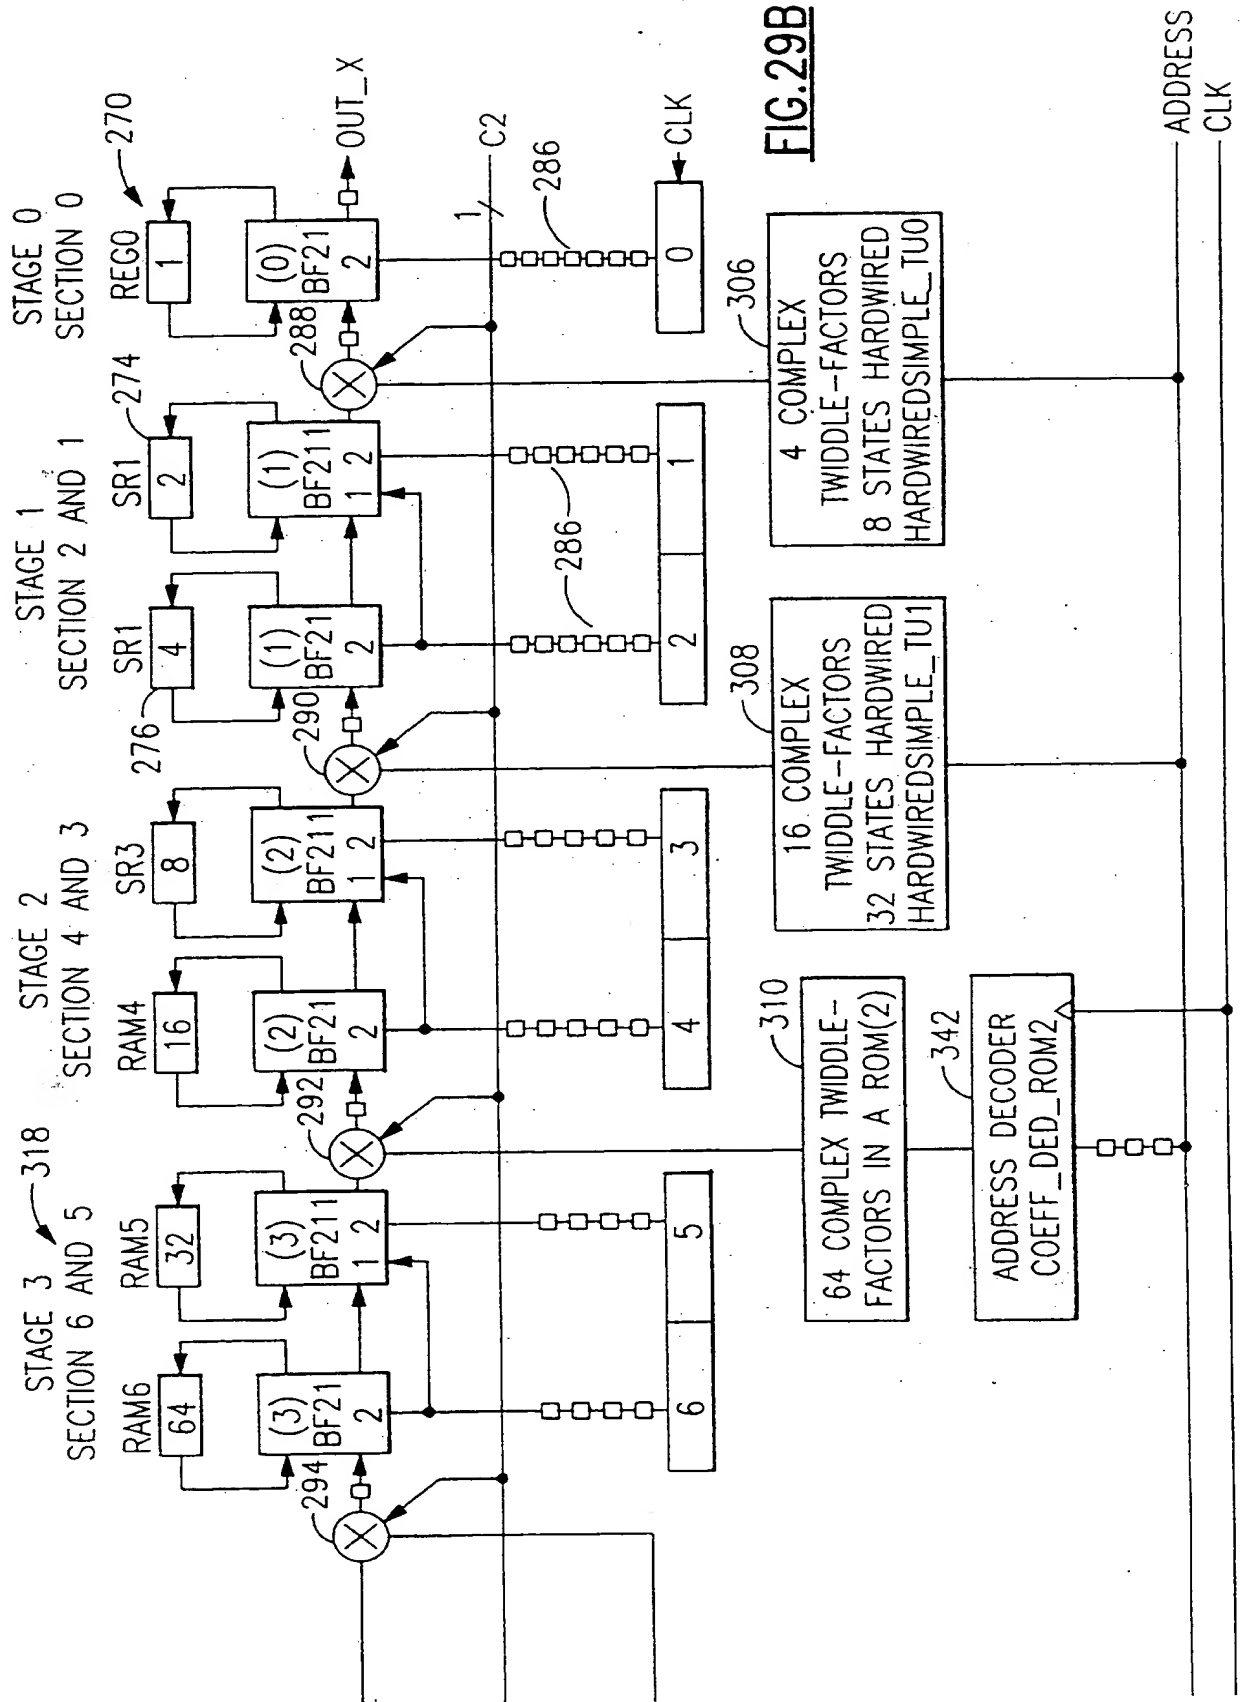 STAGE 3
SECTION 6 AND 5
318
STAGE 2
SECTION 4 AND 3
STAGE 1
SECTION 2 AND 1
STAGE 0
SECTION 0
RAM6
64
RAM5
32
RAM4
16
SR3
8
276
SR1
4
SR1
2
274
REG0
1
270
294
(3)
BF21
2
(3)
BF211
1 2
292
(2)
BF21
2
(2)
BF211
1 2
290
(1)
BF21
2
(1)
BF211
1 2
288
(0)
BF21
2
OUT_X
1
C2
286
286
6
5
4
3
2
1
0
CLK
310
64 COMPLEX TWIDDLE-
FACTORS IN A ROM(2)
308
16 COMPLEX
TWIDDLE-FACTORS
32 STATES HARDWIRED
HARDWIREDSIMPLE_TU1
306
4 COMPLEX
TWIDDLE-FACTORS
8 STATES HARDWIRED
HARDWIREDSIMPLE_TU0
342
ADDRESS DECODER
COEFF_DED_ROM2
FIG.29B
ADDRESS
CLK